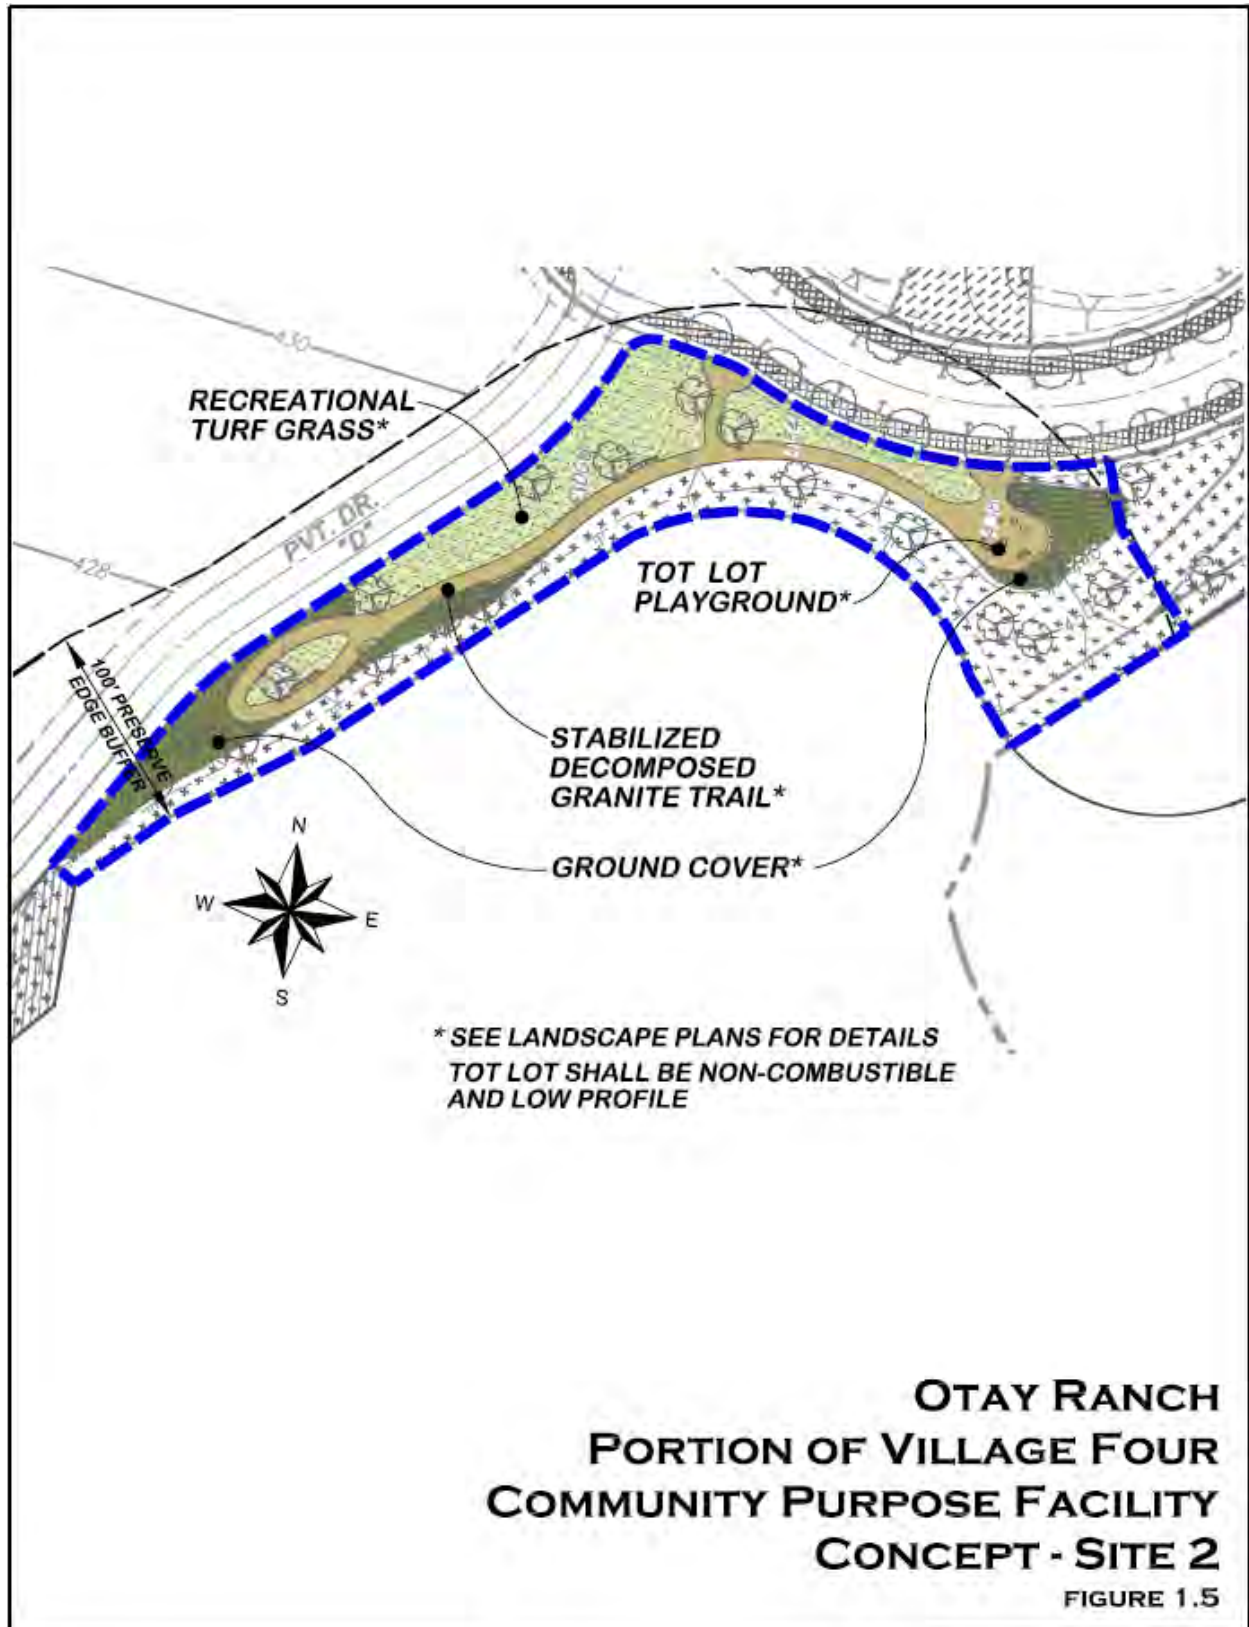 430
RECREATIONAL
TURF GRASS*
PVT. DR.
"D"
428
TOT LOT
PLAYGROUND*
100' PRESERVE
EDGE BUFFER
STABILIZED
DECOMPOSED
GRANITE TRAIL*
GROUND COVER*
N
W
E
S
* SEE LANDSCAPE PLANS FOR DETAILS
TOT LOT SHALL BE NON-COMBUSTIBLE
AND LOW PROFILE
OTAY RANCH
PORTION OF VILLAGE FOUR
COMMUNITY PURPOSE FACILITY
CONCEPT - SITE 2
FIGURE 1.5